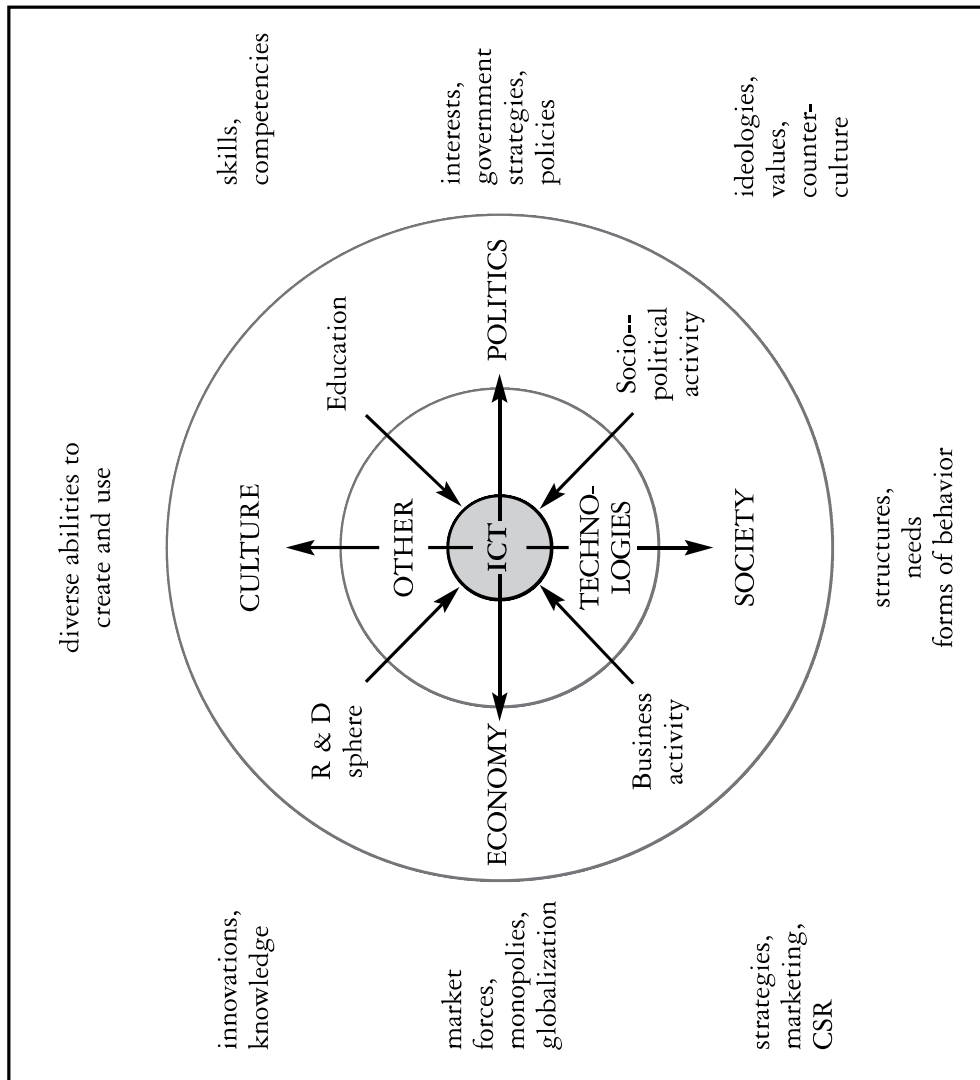 diverse abilities to
create and use
innovations,
knowledge
skills,
competencies
CULTURE
R & D
sphere
Education
OTHER
market
forces,
monopolies,
globalization
ECONOMY
ICT
POLITICS
interests,
government
strategies,
policies
TECHNO-
LOGIES
Business
activity
Socio--
political
activity
SOCIETY
strategies,
marketing,
CSR
ideologies,
values,
counter-
culture
structures,
needs
forms of behavior